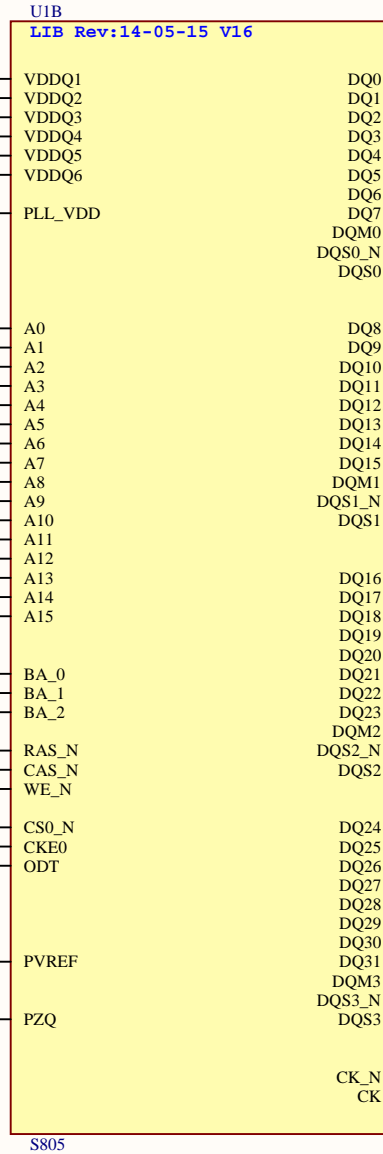 U1B
LIB Rev:14-05-15 V16
VDDQ1 DQ0
VDDQ2 DQ1
VDDQ3 DQ2
VDDQ4 DQ3
VDDQ5 DQ4
VDDQ6 DQ5
DQ6
PLL_VDD DQ7
DQM0
DQS0_N
DQS0
A0 DQ8
A1 DQ9
A2 DQ10
A3 DQ11
A4 DQ12
A5 DQ13
A6 DQ14
A7 DQ15
A8 DQM1
A9 DQS1_N
A10 DQS1
A11
A12
A13 DQ16
A14 DQ17
A15 DQ18
DQ19
DQ20
BA_0 DQ21
BA_1 DQ22
BA_2 DQ23
DQM2
RAS_N DQS2_N
CAS_N DQS2
WE_N
CS0_N DQ24
CKE0 DQ25
ODT DQ26
DQ27
DQ28
DQ29
DQ30
PVREF DQ31
DQM3
DQS3_N
PZQ DQS3
CK_N
CK
S805